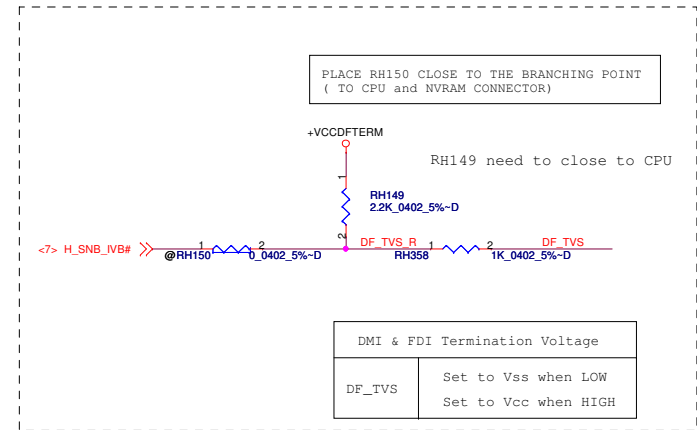 PLACE RH150 CLOSE TO THE BRANCHING POINT
( TO CPU and NVRAM CONNECTOR)
+VCCDFTERM
RH149 need to close to CPU
1
RH149
2.2K_0402_5%~D
2
<7> H_SNB_IVB# 1 2 DF_TVS_R 1 2 DF_TVS
@RH150 0_0402_5%~D RH358 1K_0402_5%~D
DMI & FDI Termination Voltage
DF_TVS
Set to Vss when LOW
Set to Vcc when HIGH